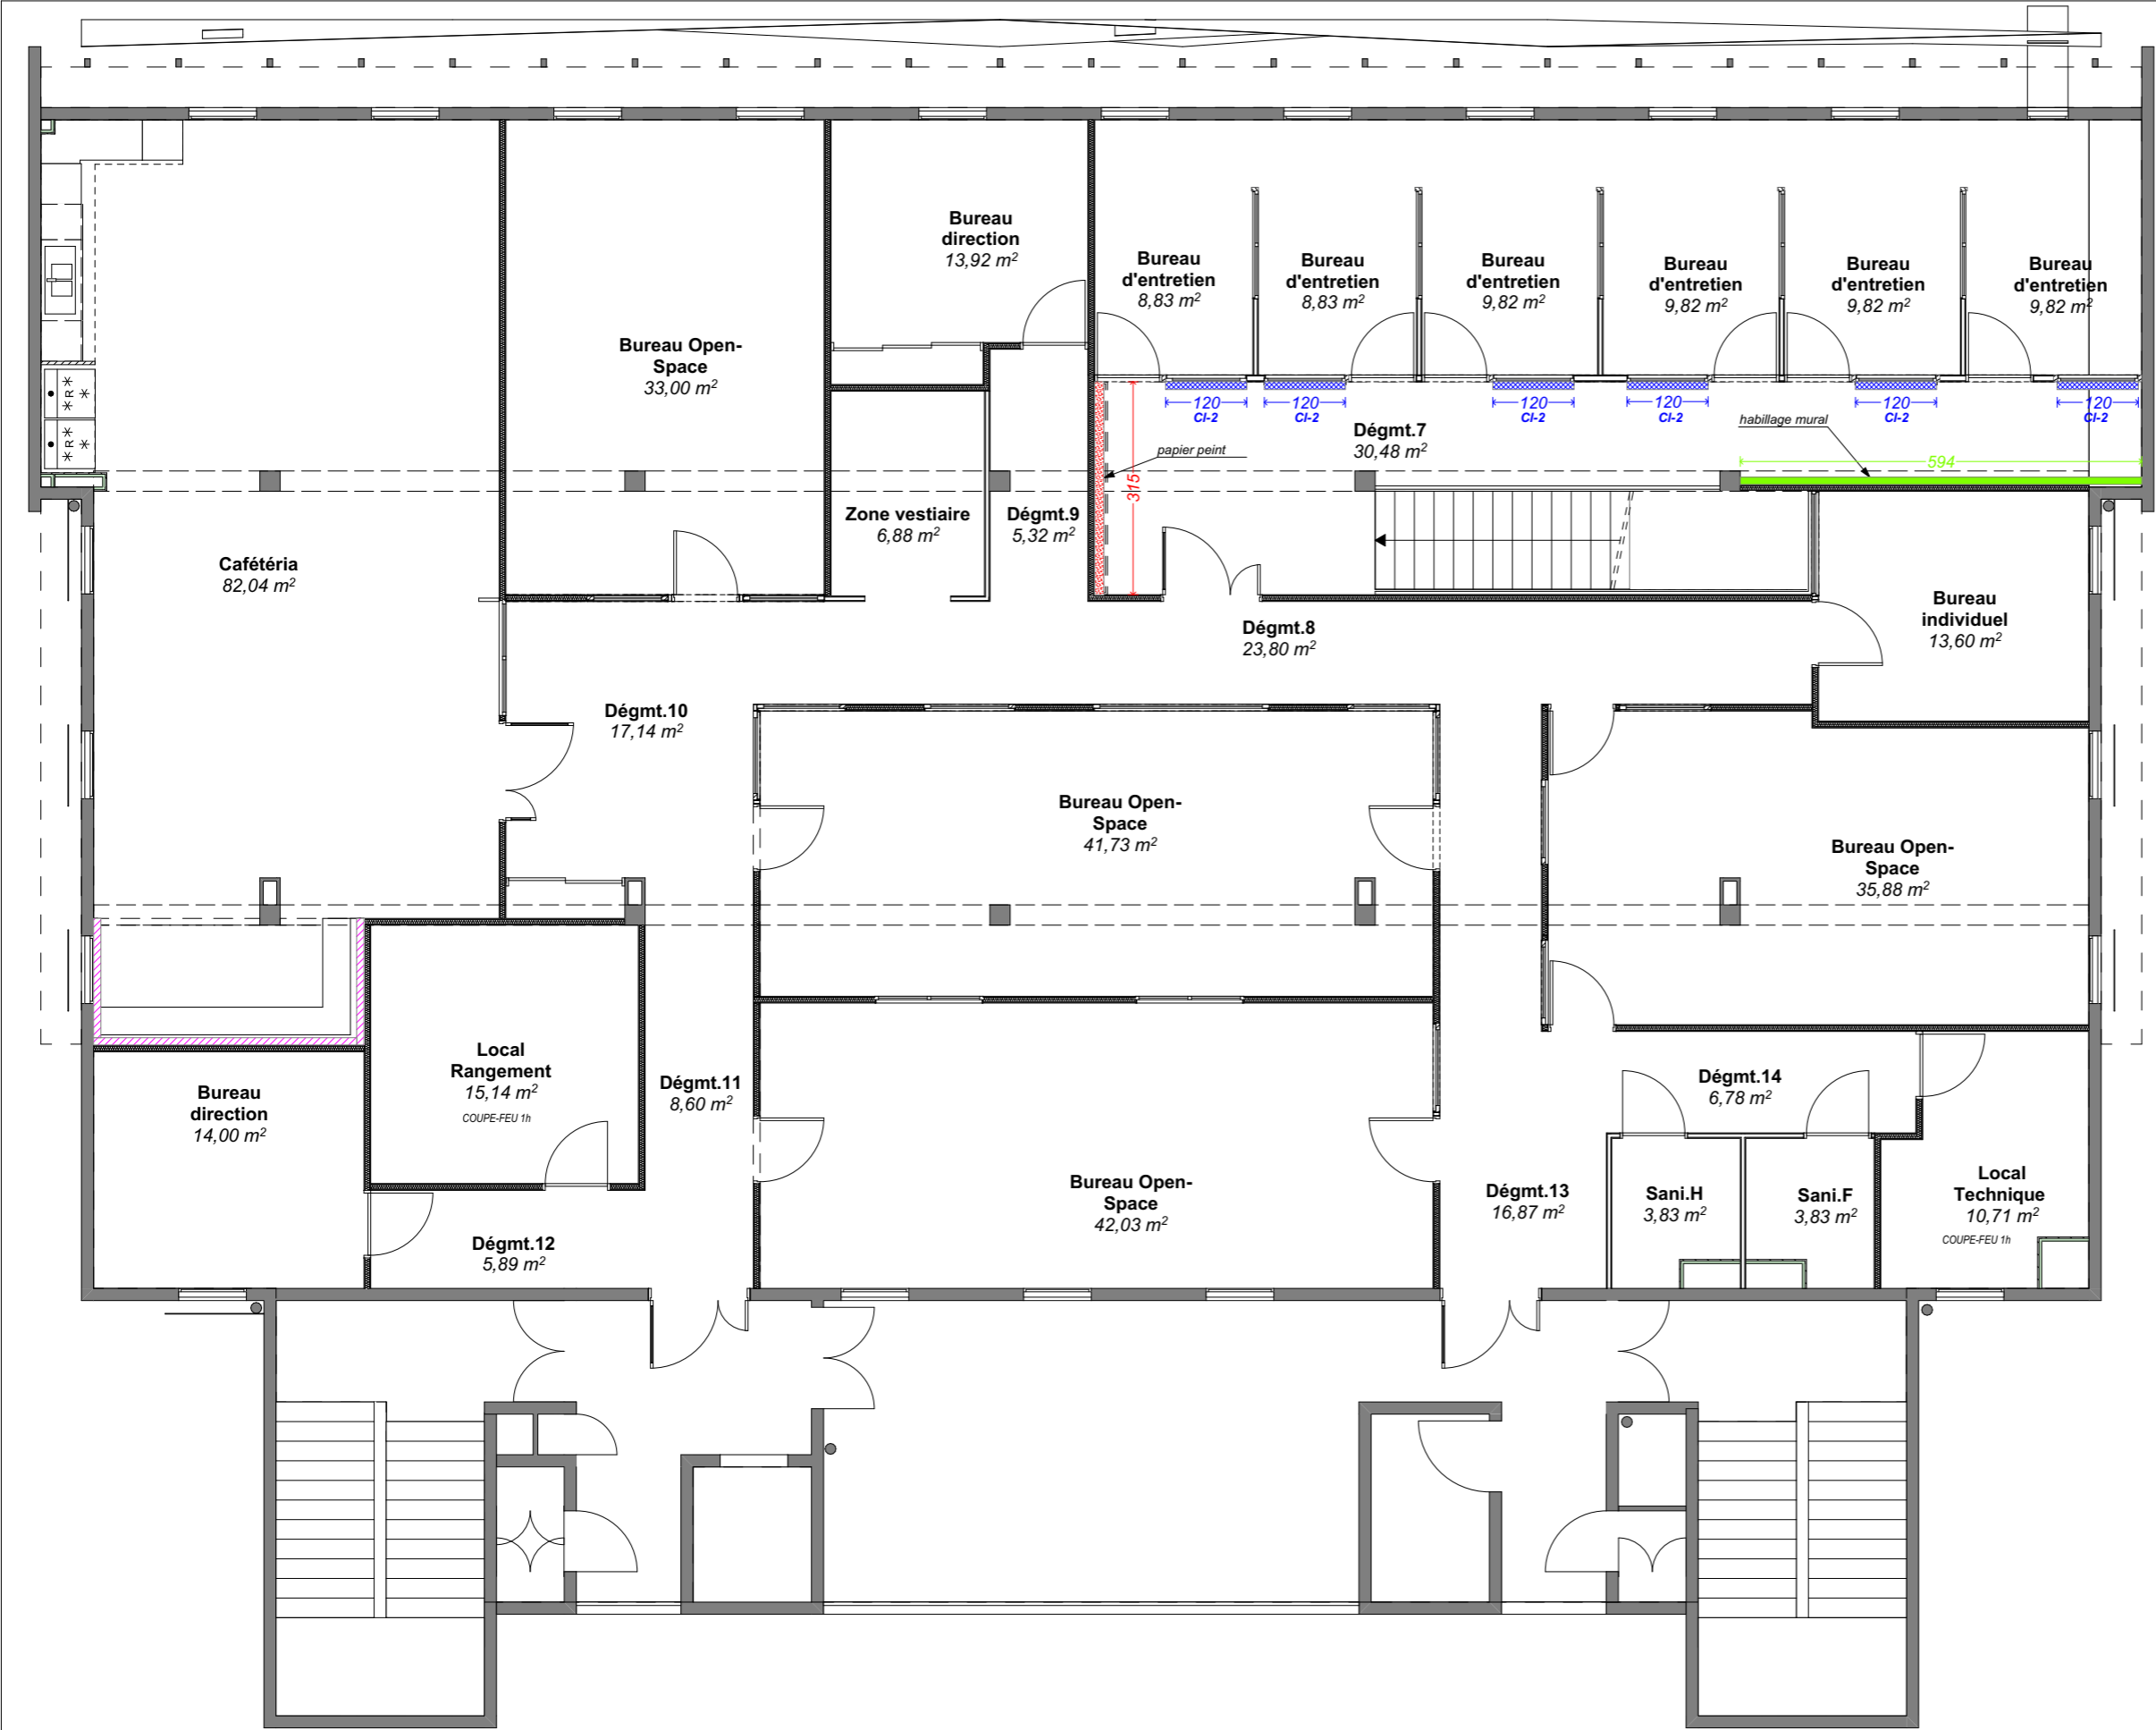 Bureau
direction
13,92 m²
Bureau
d'entretien
8,83 m²
Bureau
d'entretien
8,83 m²
Bureau
d'entretien
9,82 m²
Bureau
d'entretien
9,82 m²
Bureau
d'entretien
9,82 m²
Bureau
d'entretien
9,82 m²
Bureau Open-
Space
33,00 m²
R
R
120
CI-2
120
CI-2
120
CI-2
120
CI-2
120
CI-2
120
CI-2
papier peint
315
Dégmt.7
30,48 m²
habillage mural
594
Zone vestiaire
6,88 m²
Dégmt.9
5,32 m²
Cafétéria
82,04 m²
Dégmt.8
23,80 m²
Bureau
individuel
13,60 m²
Dégmt.10
17,14 m²
Bureau Open-
Space
41,73 m²
Bureau Open-
Space
35,88 m²
Local
Rangement
15,14 m²
COUPE-FEU 1h
Bureau
direction
14,00 m²
Dégmt.11
8,60 m²
Dégmt.14
6,78 m²
Bureau Open-
Space
42,03 m²
Dégmt.13
16,87 m²
Sani.H
3,83 m²
Sani.F
3,83 m²
Local
Technique
10,71 m²
COUPE-FEU 1h
Dégmt.12
5,89 m²